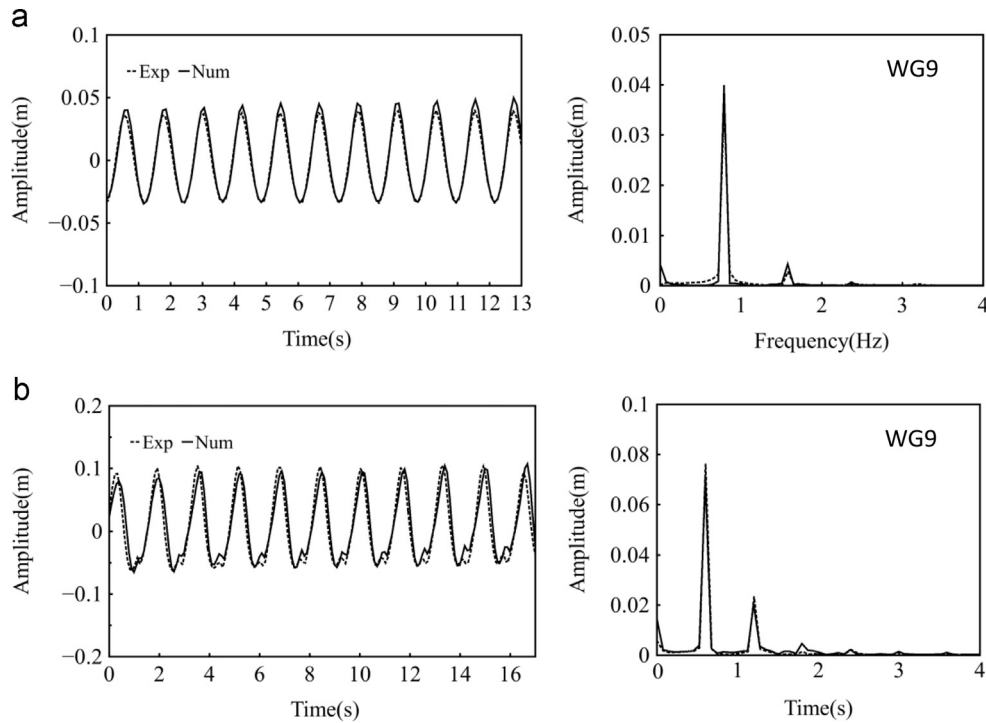 a
Amplitude(m)
0.1
0.05
0
−0.05
−0.1
Exp Num
0 1 2 3 4 5 6 7 8 9 10 11 12 13
Time(s)
Amplitude(m)
0.05
0.04
0.03
0.02
0.01
0
WG9
0 1 2 3 4
Frequency(Hz)
b
Amplitude(m)
0.2
0.1
0
−0.1
−0.2
Exp Num
0 2 4 6 8 10 12 14 16
Time(s)
Amplitude(m)
0.1
0.08
0.06
0.04
0.02
0
WG9
0 1 2 3 4
Time(s)